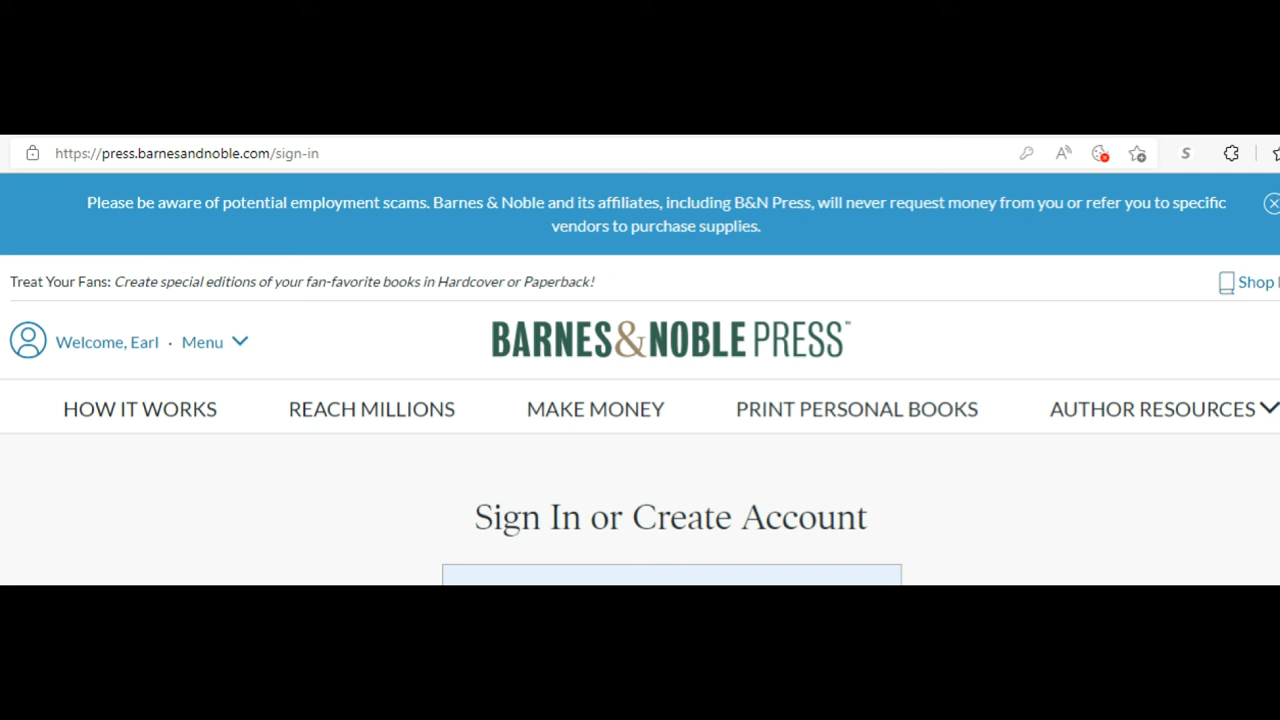 https://press.barnesandnoble.com/sign-in
Please be aware of potential employment scams. Barnes & Noble and its affiliates, including B&N Press, will never request money from you or refer you to specific
vendors to purchase supplies.
Treat Your Fans: Create special editions of your fan-favorite books in Hardcover or Paperback!
Shop
Welcome, Earl · Menu
BARNES&NOBLE PRESS™
HOW IT WORKS REACH MILLIONS MAKE MONEY PRINT PERSONAL BOOKS AUTHOR RESOURCES
Sign In or Create Account